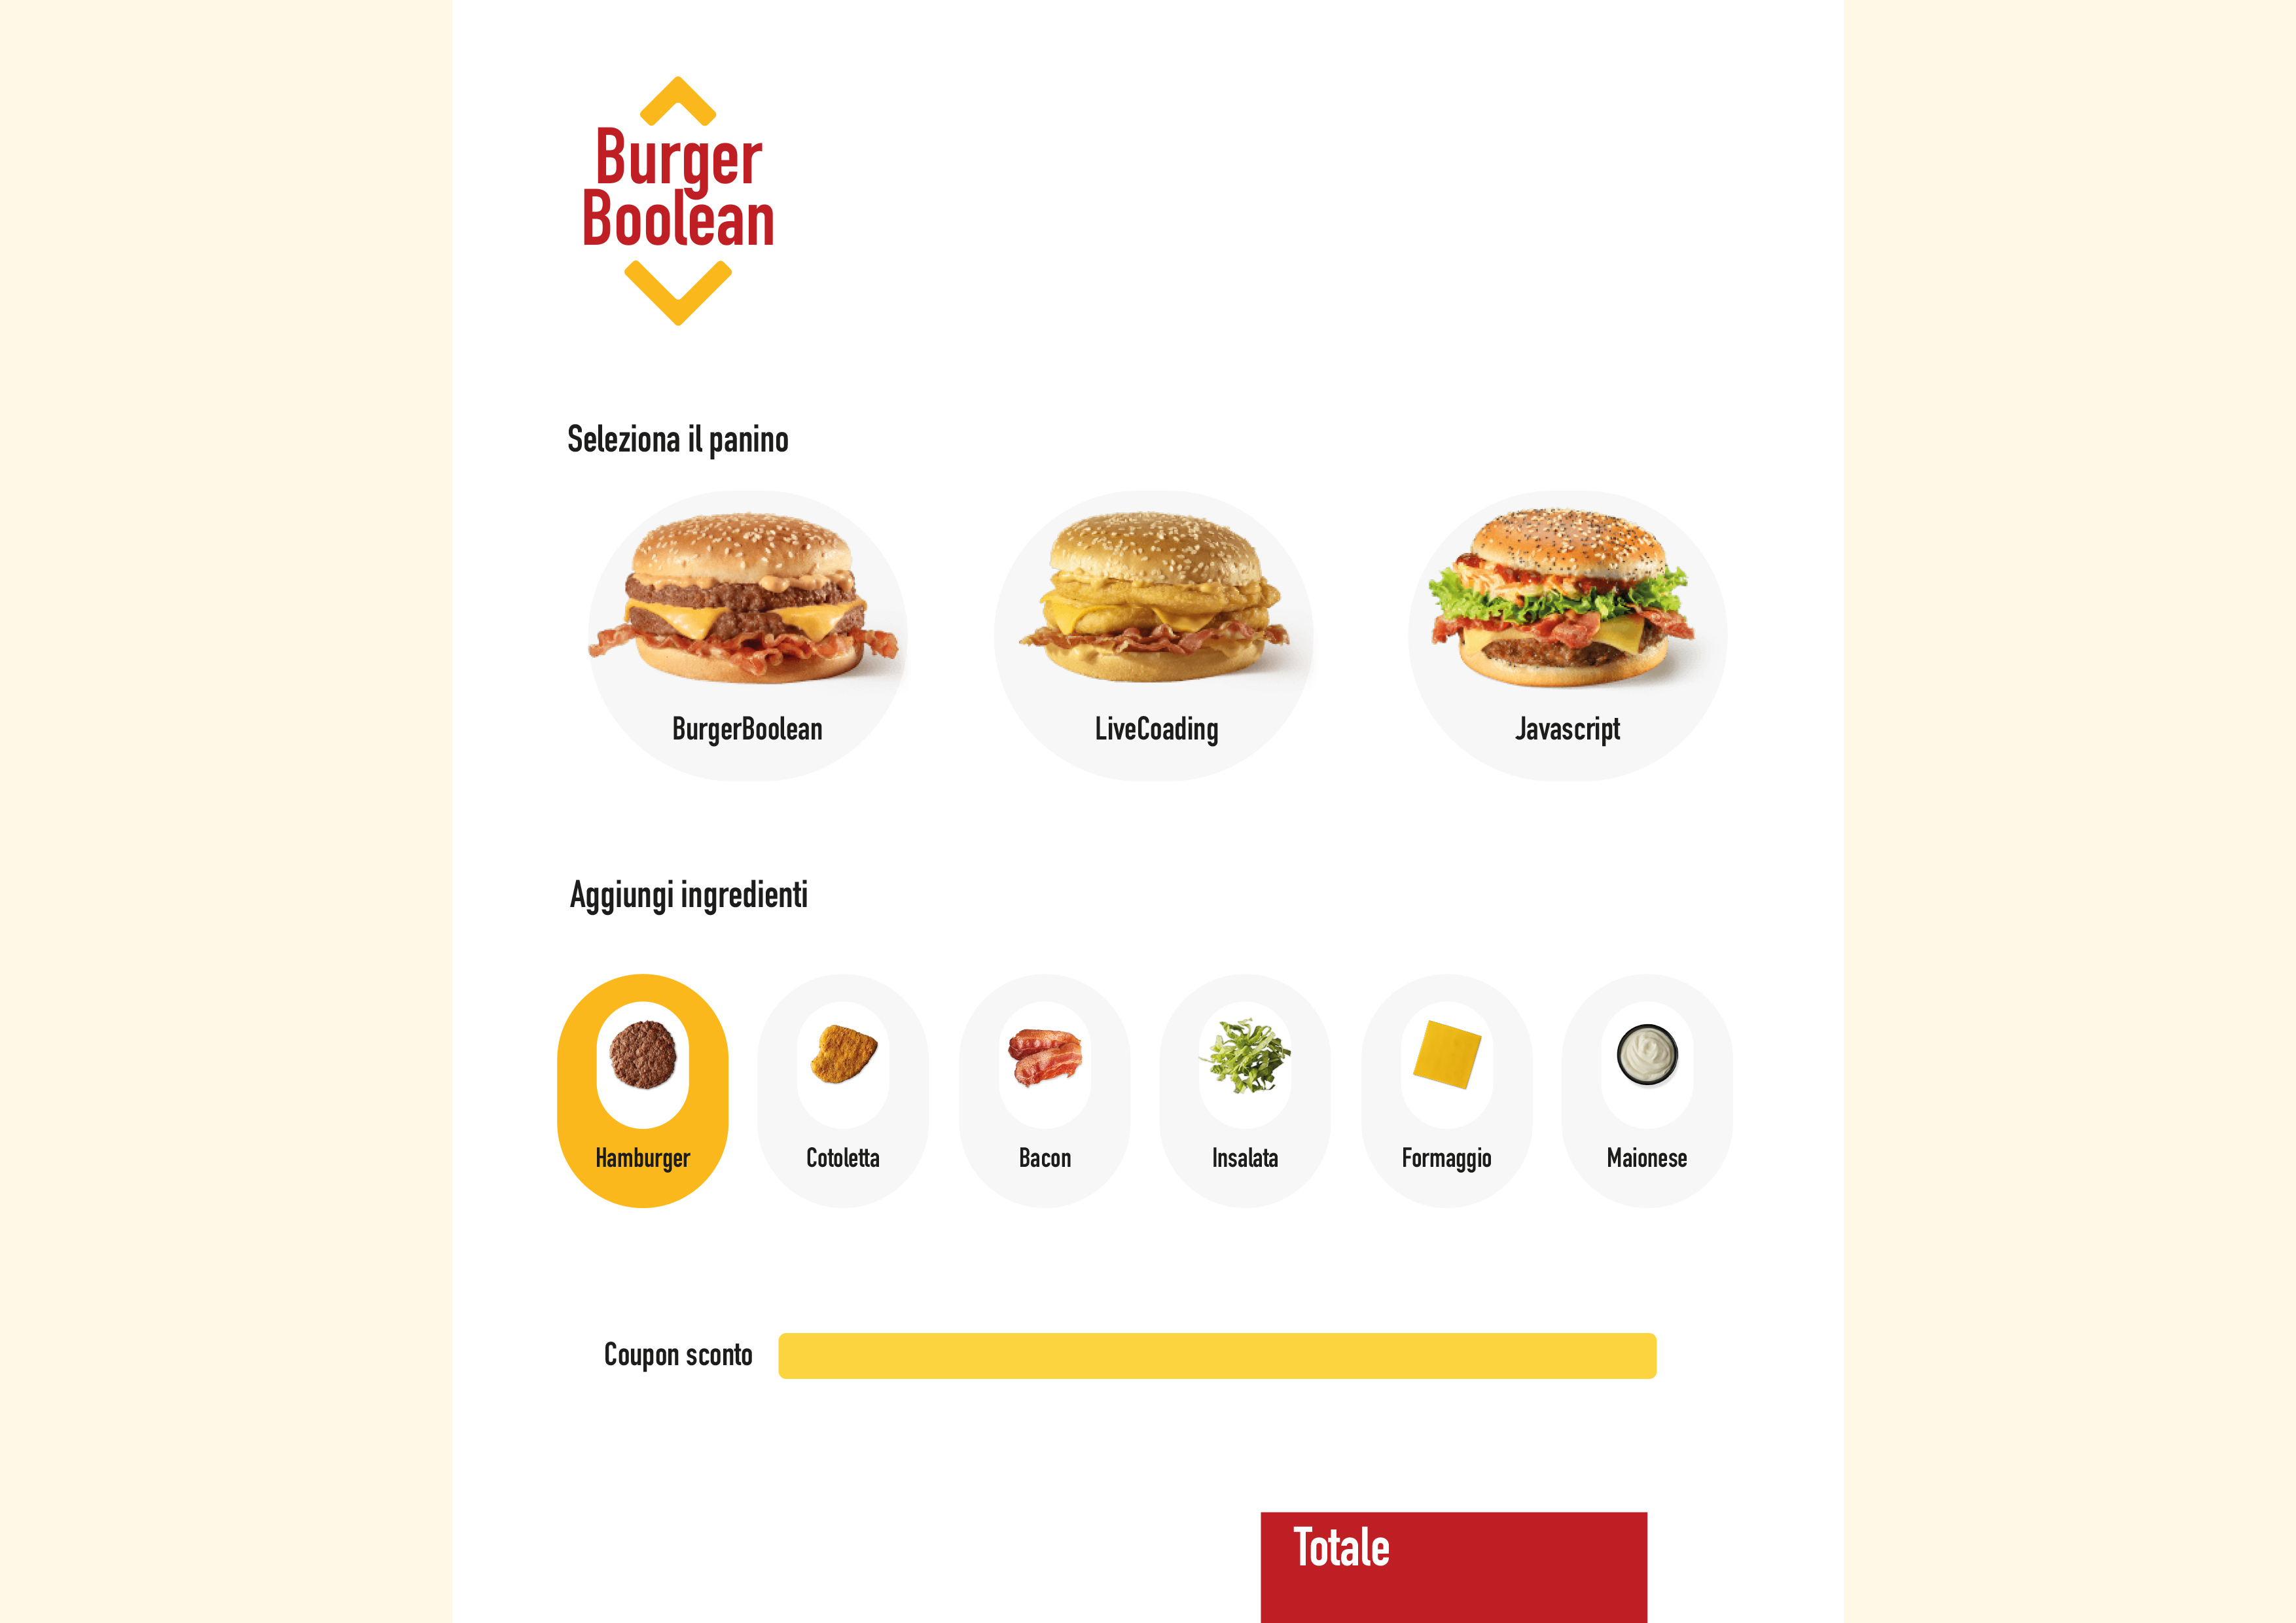 Burger
Boolean
Seleziona il panino
BurgerBoolean
LiveCoading
Javascript
Aggiungi ingredienti
Hamburger
Cotoletta
Bacon
Insalata
Formaggio
Maionese
Coupon sconto
Totale